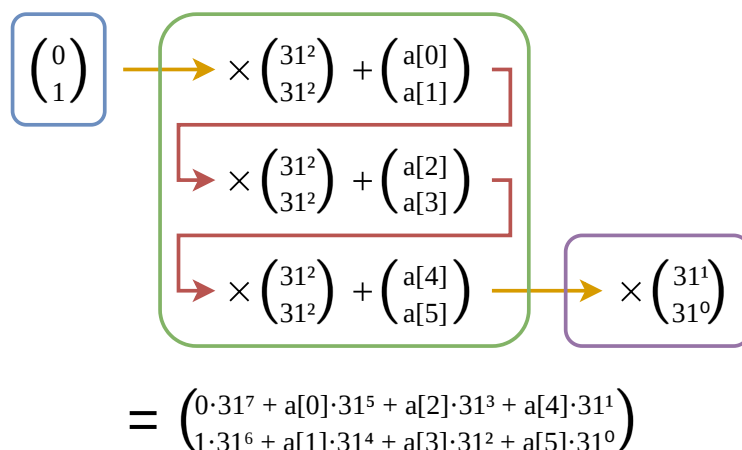 (0 1) × (31² 31²) + (a[0] a[1])
× (31² 31²) + (a[2] a[3])
× (31² 31²) + (a[4] a[5]) × (31¹ 31⁰)
= (0·31⁷ + a[0]·31⁵ + a[2]·31³ + a[4]·31¹
1·31⁶ + a[1]·31⁴ + a[3]·31² + a[5]·31⁰)